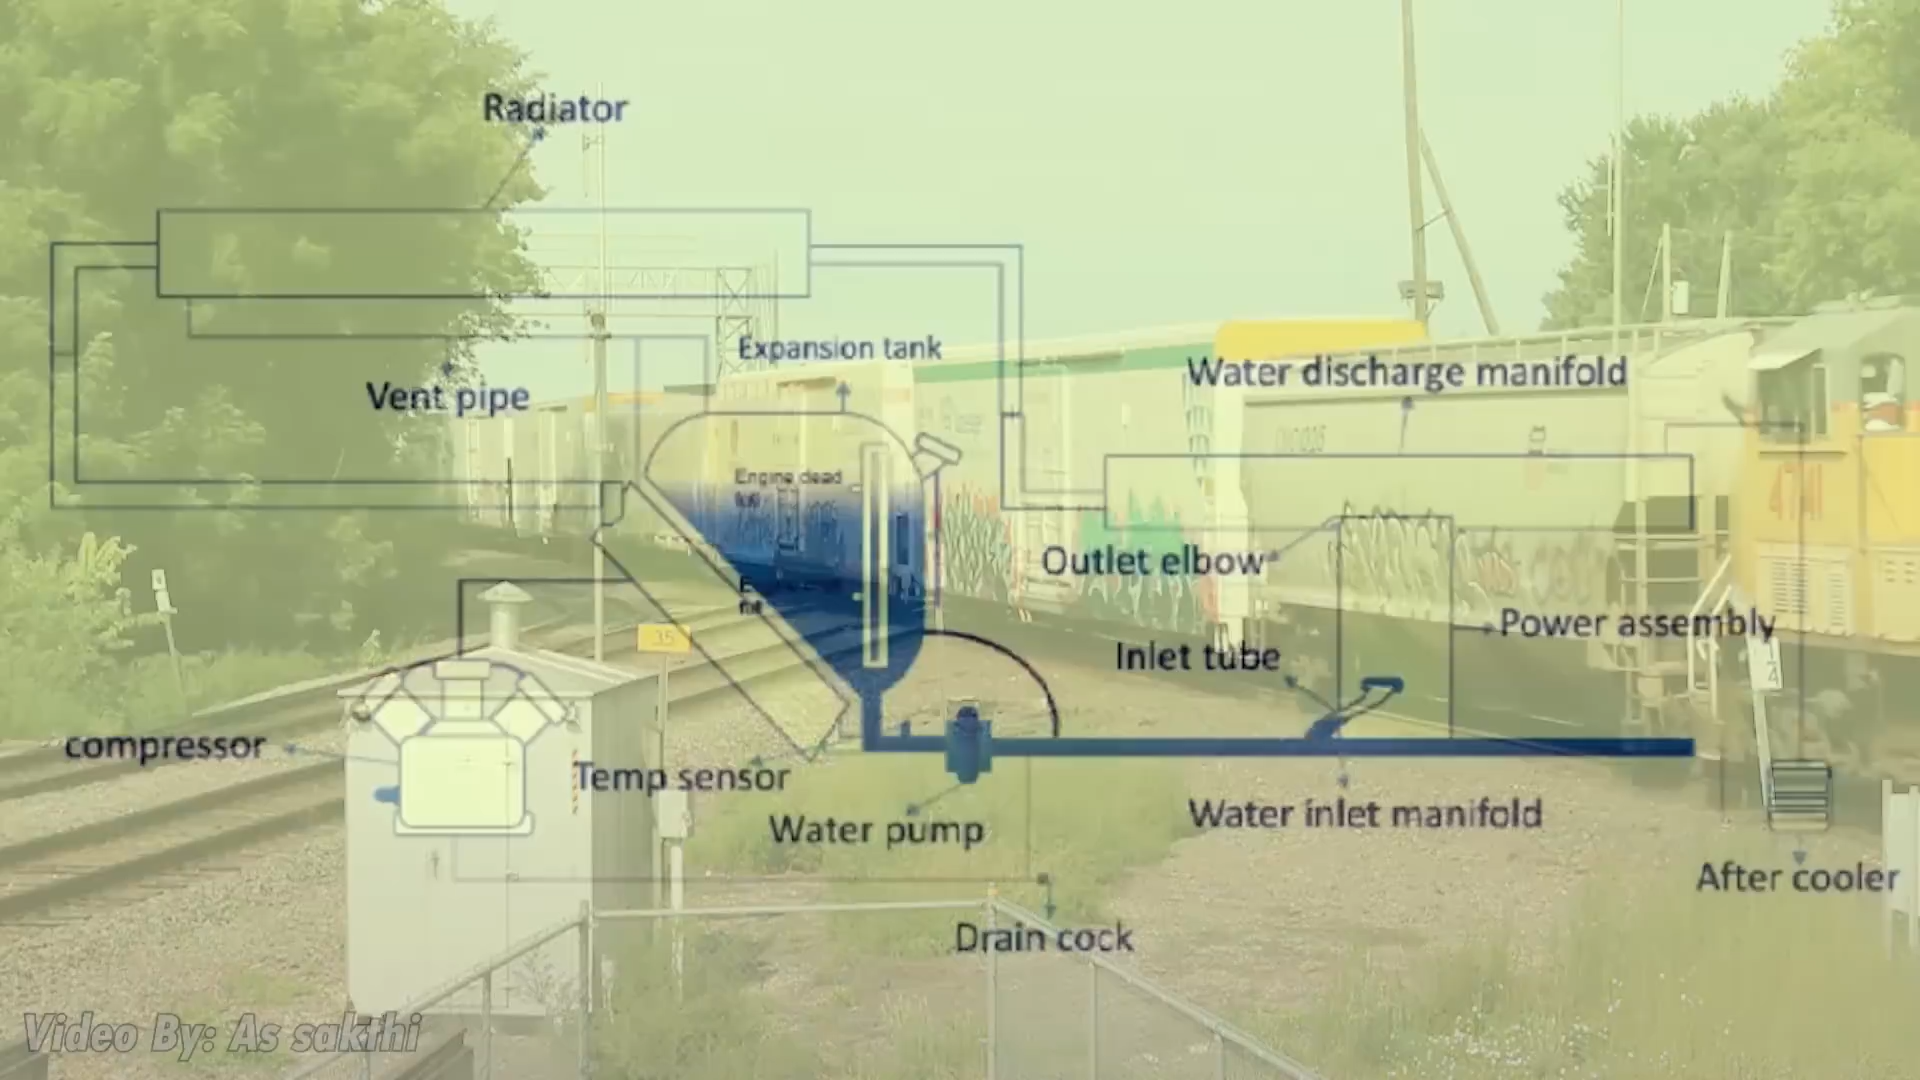 Radiator
Expansion tank
Water discharge manifold
Vent pipe
Engine dead
Outlet elbow
Power assembly
Inlet tube
35
4741
compressor
Temp sensor
Water pump
Water inlet manifold
After cooler
Drain cock
Video By: As sakthi